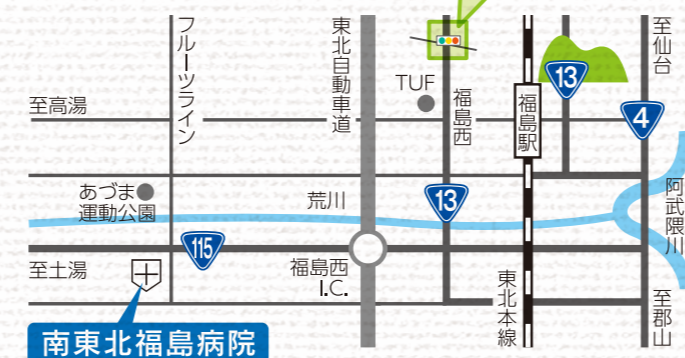 フルーツライン
東北自動車道
至仙台
TUF
福島西
福島駅
13
4
至高湯
あづま
運動公園
荒川
13
阿武隈川
115
至土湯
福島西
I.C.
東北本線
至郡山
南東北福島病院